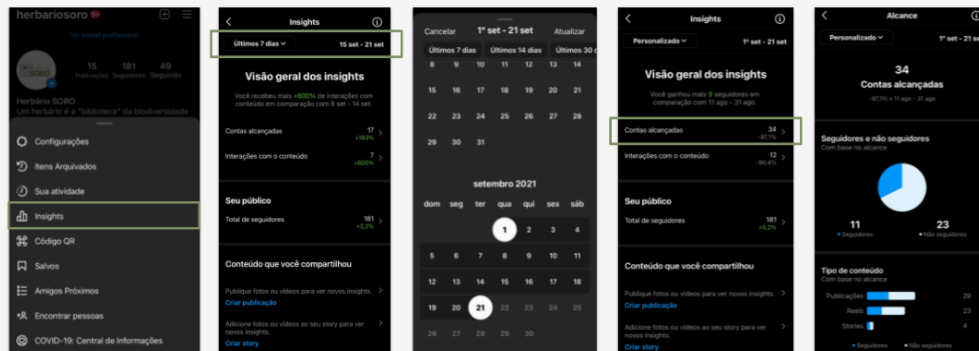 herbariosoro
Ver painel profissional
15 181 49
Publicações Seguidores Seguindo
SORO
Herbário SORO
Um herbário é a "biblioteca" da biodiversidade
Configurações
Itens Arquivados
Sua atividade
Insights
Código QR
Salvos
Amigos Próximos
Encontrar pessoas
COVID-19: Central de Informações
Insights
Últimos 7 dias
15 set - 21 set
Visão geral dos insights
Você recebeu mais +600% de interações com
conteúdo em comparação com 8 set - 14 set.
Contas alcançadas 17
+183%
Interações com o conteúdo 7
+600%
Seu público
Total de seguidores 181
+2,2%
Conteúdo que você compartilhou
Publique fotos ou vídeos para ver novos insights.
Criar publicação
Adicione fotos ou vídeos ao seu story para ver
novos insights.
Criar story
Cancelar 1º set - 21 set Atualizar
Últimos 7 dias Últimos 14 dias Últimos 30 d
8 9 10 11 12 13 14
15 16 17 18 19 20 21
22 23 24 25 26 27 28
29 30 31
setembro 2021
dom seg ter qua qui sex sáb
1 2 3 4
5 6 7 8 9 10 11
12 13 14 15 16 17 18
19 20 21 22 23 24 25
26 27 28 29 30
Insights
Personalizado 1º set - 21 set
Visão geral dos insights
Você ganhou mais 9 seguidores em
comparação com 11 ago - 31 ago.
Contas alcançadas 34
-97,1%
Interações com o conteúdo 12
-80,4%
Seu público
Total de seguidores 181
+5,2%
Conteúdo que você compartilhou
Publique fotos ou vídeos para ver novos insights.
Criar publicação
Adicione fotos ou vídeos ao seu story para ver
novos insights.
Criar story
Alcance
Personalizado 1º set - 21 set
34
Contas alcançadas
-97,1% x 11 ago - 31 ago
Seguidores e não seguidores
Com base no alcance
11 23
Seguidores Não seguidores
Tipo de conteúdo
Com base no alcance
Publicações 29
Reels 23
Stories 4
Seguidores Não seguidores